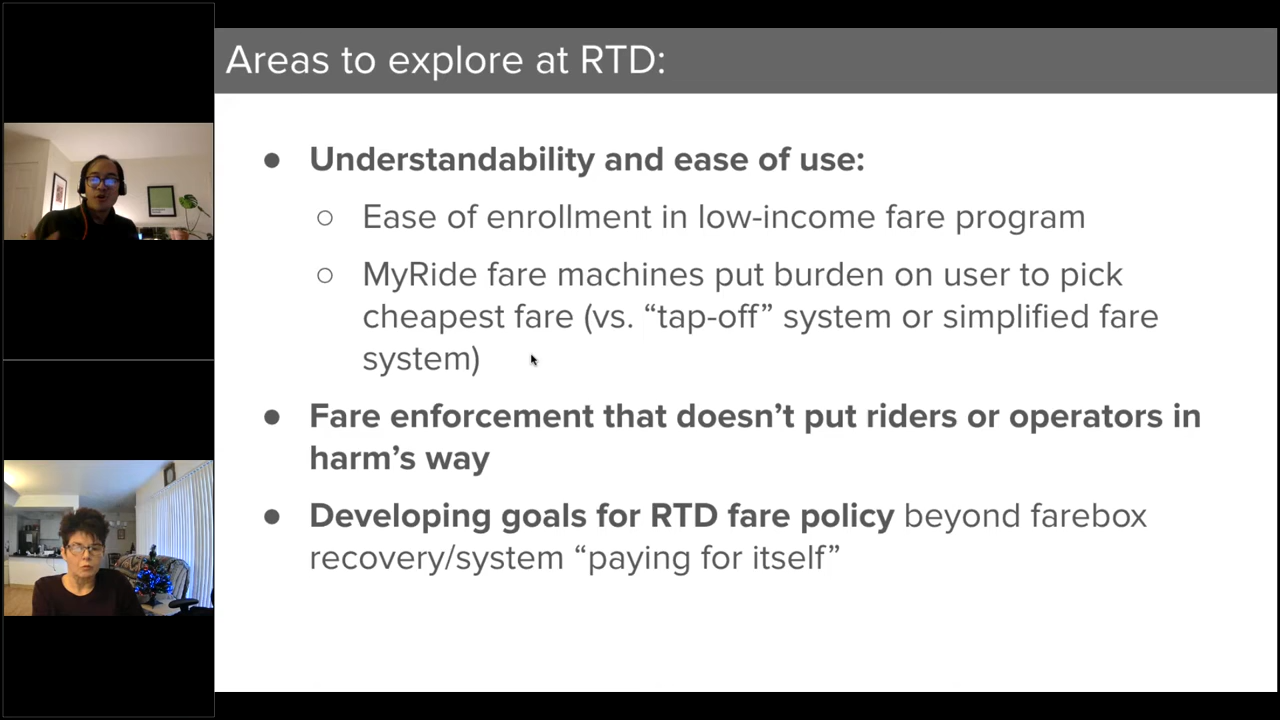 Areas to explore at RTD:
● Understandability and ease of use:
○ Ease of enrollment in low-income fare program
○ MyRide fare machines put burden on user to pick
cheapest fare (vs. “tap-off” system or simplified fare
system)
● Fare enforcement that doesn’t put riders or operators in
harm’s way
● Developing goals for RTD fare policy beyond farebox
recovery/system “paying for itself”